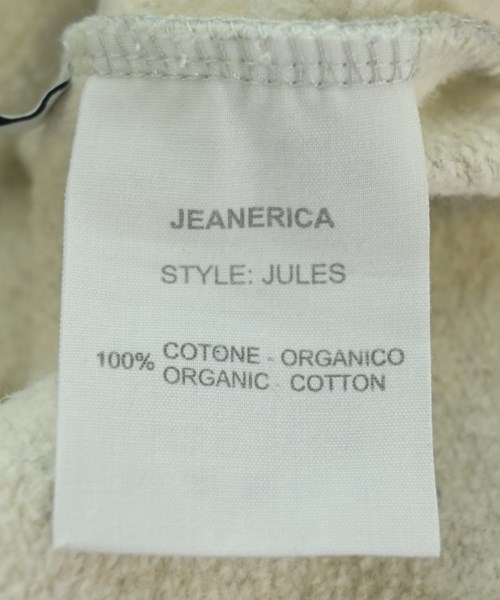 JEANERICA
STYLE: JULES
100% COTONE - ORGANICO
ORGANIC - COTTON